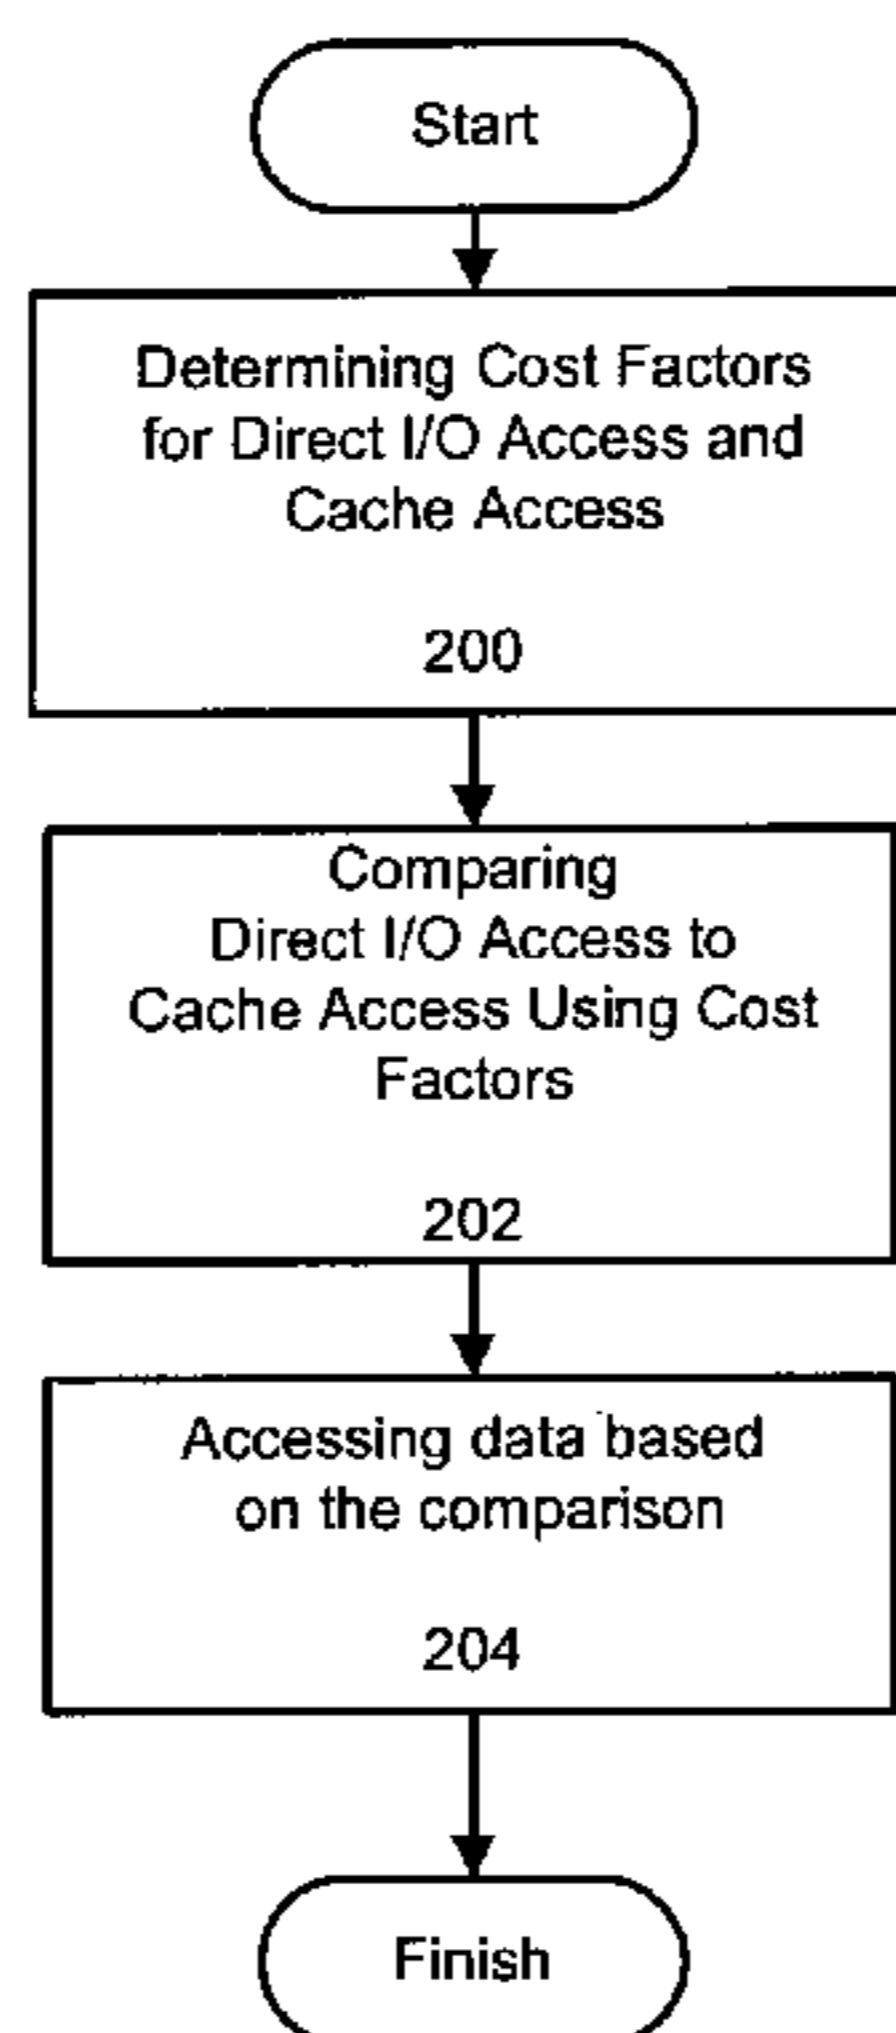 Start
Determining Cost Factors
for Direct I/O Access and
Cache Access
200
Comparing
Direct I/O Access to
Cache Access Using Cost
Factors
202
Accessing data based
on the comparison
204
Finish